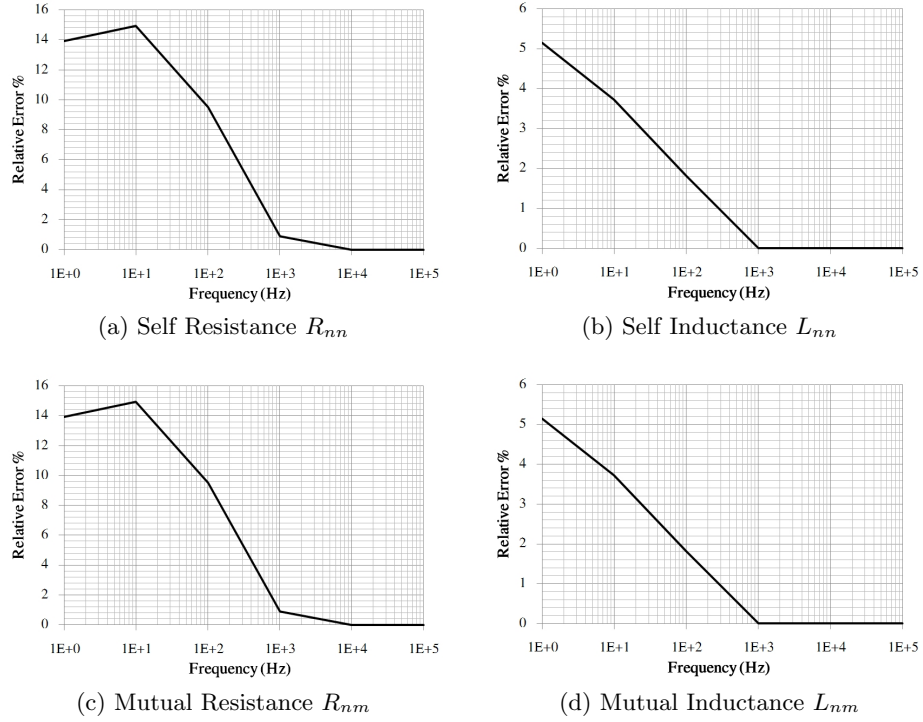 16
14
12
10
8
6
4
2
0
Relative Error %
1E+0 1E+1 1E+2 1E+3 1E+4 1E+5
Frequency (Hz)
(a) Self Resistance Rnn
6
5
4
3
2
1
0
Relative Error %
1E+0 1E+1 1E+2 1E+3 1E+4 1E+5
Frequency (Hz)
(b) Self Inductance Lnn
16
14
12
10
8
6
4
2
0
Relative Error %
1E+0 1E+1 1E+2 1E+3 1E+4 1E+5
Frequency (Hz)
(c) Mutual Resistance Rnm
6
5
4
3
2
1
0
Relative Error %
1E+0 1E+1 1E+2 1E+3 1E+4 1E+5
Frequency (Hz)
(d) Mutual Inductance Lnm